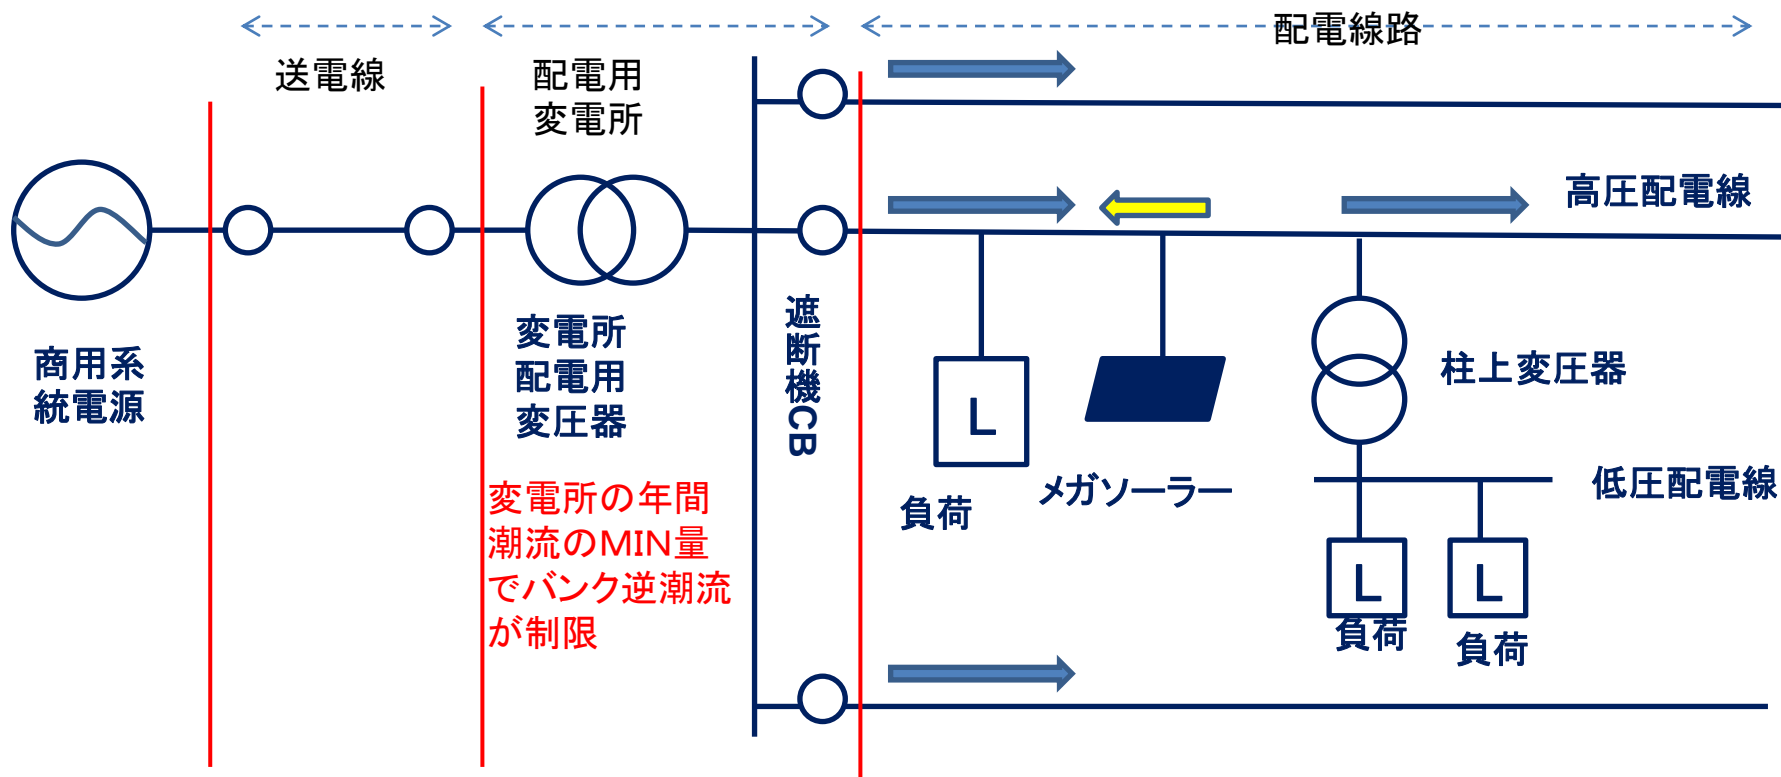 送電線
配電用
変電所
配電線路
高圧配電線
商用系
統電源
変電所
配電用
変圧器
遮断機CB
L
負荷
メガソーラー
柱上変圧器
低圧配電線
L
負荷
L
負荷
変電所の年間
潮流のMIN量
でバンク逆潮流
が制限